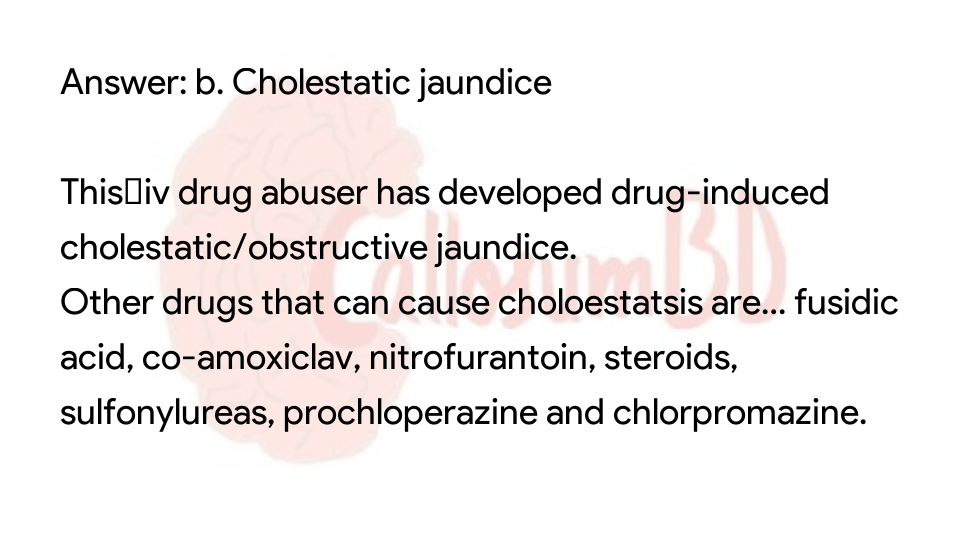 Answer: b. Cholestatic jaundice
This▯iv drug abuser has developed drug-induced
cholestatic/obstructive jaundice.
Other drugs that can cause choloestatsis are... fusidic
acid, co-amoxiclav, nitrofurantoin, steroids,
sulfonylureas, prochloperazine and chlorpromazine.
CallosumBD